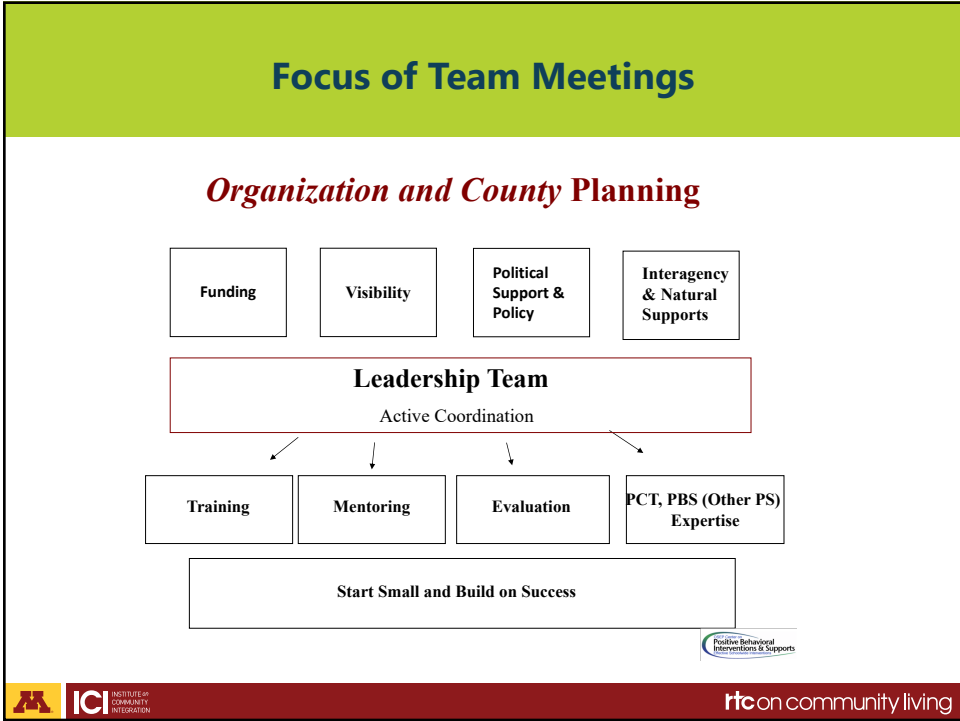 Focus of Team Meetings
Organization and County Planning
Funding
Visibility
Political
Support &
Policy
Interagency
& Natural
Supports
Leadership Team
Active Coordination
Training
Mentoring
Evaluation
PCT, PBS (Other PS)
Expertise
Start Small and Build on Success
Positive Behavioral
Interventions & Supports
M
ICI
INSTITUTE on
COMMUNITY
INTEGRATION
rtc on community living